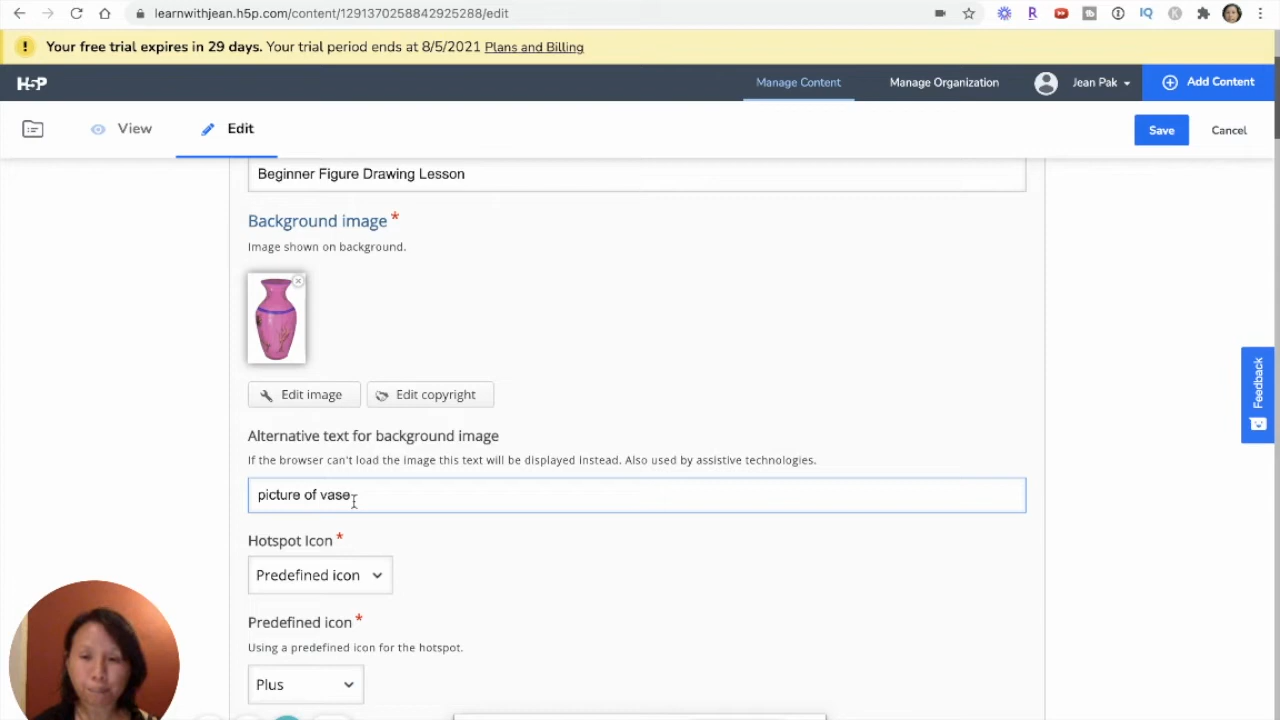 learnwithjean.h5p.com/content/1291370258842925288/edit
Your free trial expires in 29 days. Your trial period ends at 8/5/2021 Plans and Billing
H5P
Manage Content
Manage Organization
Jean Pak
Add Content
View
Edit
Save
Cancel
Beginner Figure Drawing Lesson
Background image *
Image shown on background.
Edit image
Edit copyright
Alternative text for background image
If the browser can't load the image this text will be displayed instead. Also used by assistive technologies.
picture of vase
Hotspot Icon *
Predefined icon
Predefined icon *
Using a predefined icon for the hotspot.
Plus
Feedback